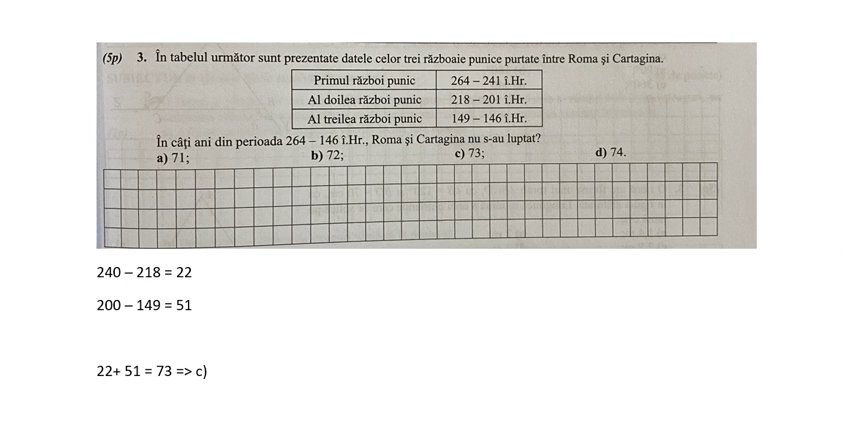 (5p) 3. În tabelul următor sunt prezentate datele celor trei războaie punice purtate între Roma și Cartagina.
Primul război punic 264 – 241 î.Hr.
Al doilea război punic 218 – 201 î.Hr.
Al treilea război punic 149 – 146 î.Hr.
În câți ani din perioada 264 – 146 î.Hr., Roma și Cartagina nu s-au luptat?
a) 71; b) 72; c) 73; d) 74.
240 – 218 = 22
200 – 149 = 51
22+ 51 = 73 => c)